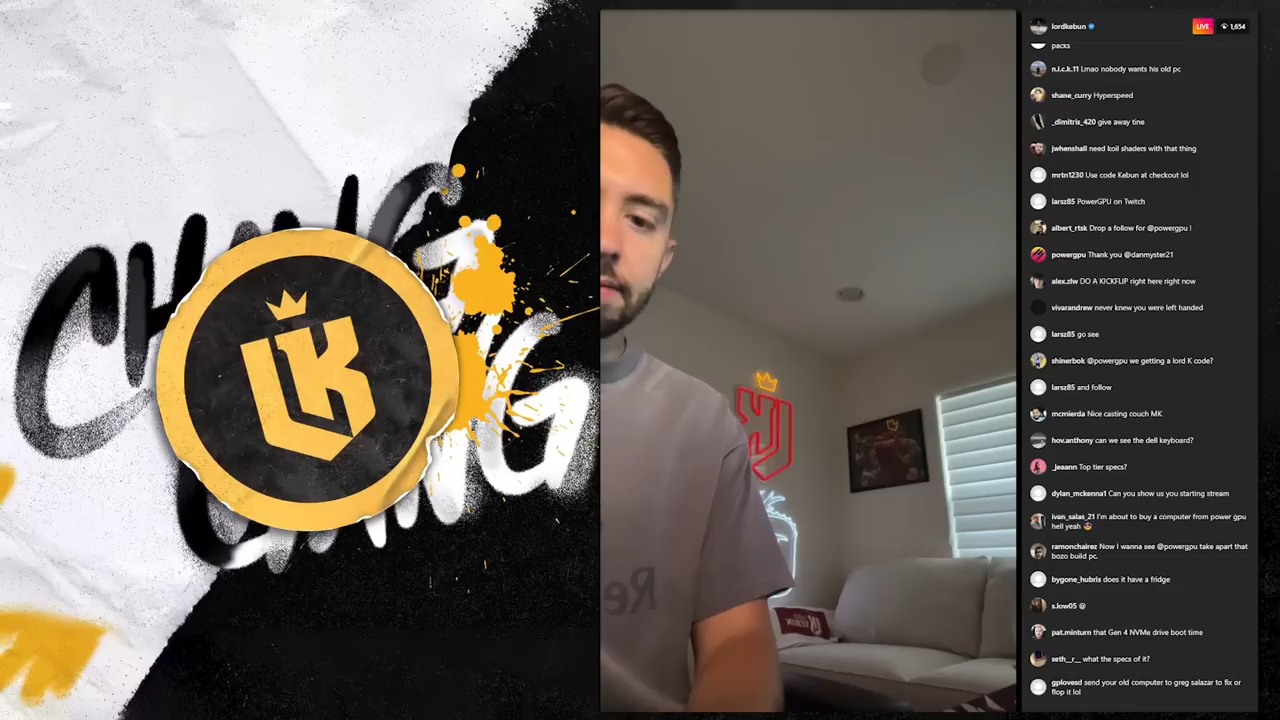 CHUNG
GANG
LK
Re
lordkebun
LIVE
1,654
packs
n.i.c.k.11 Lmao nobody wants his old pc
shane_curry Hyperspeed
_dimitris_420 give away tine
jwhenshall need koil shaders with that thing
mrtn1230 Use code Kebun at checkout lol
larsz85 PowerGPU on Twitch
albert_rtsk Drop a follow for @powergpu !
powergpu Thank you @danmyster21
alex.zlw DO A KICKFLIP right here right now
vivarandrew never knew you were left handed
larsz85 go see
shinerbok @powergpu we getting a lord K code?
larsz85 and follow
mcmierda Nice casting couch MK
hov.anthony can we see the dell keyboard?
_jeaann Top tier specs?
dylan_mckenna1 Can you show us you starting stream
ivan_salas_21 I'm about to buy a computer from power gpu
hell yeah
ramonchairez Now I wanna see @powergpu take apart that
bozo build pc.
bygone_hubris does it have a fridge
s.low05 @
pat.minturn that Gen 4 NVMe drive boot time
seth__r__ what the specs of it?
gplovesd send your old computer to greg salazar to fix or
flop it lol